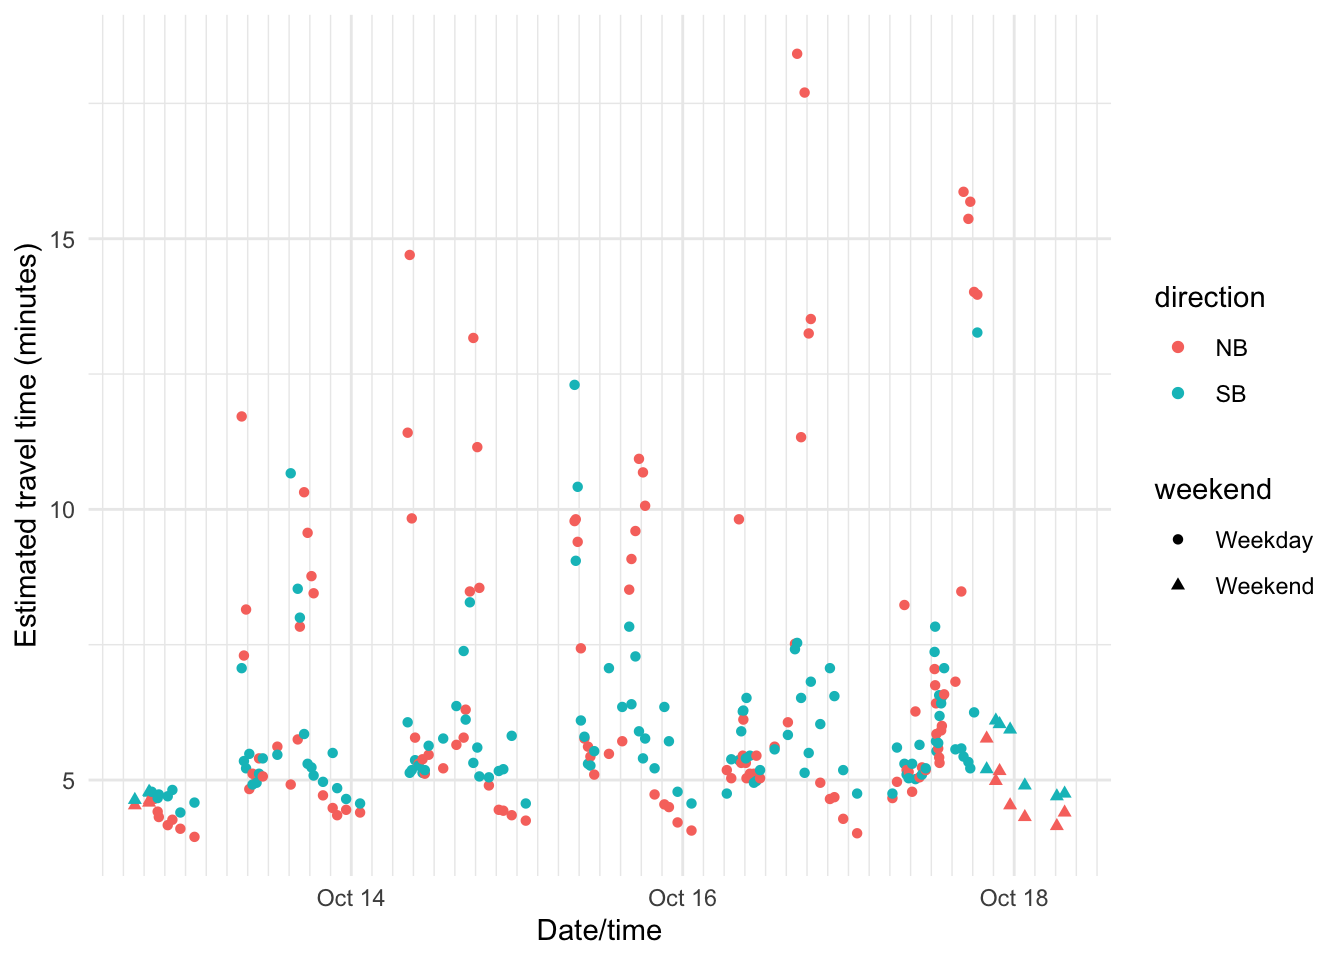 Estimated travel time (minutes)
15
10
5
Oct 14
Oct 16
Oct 18
Date/time
direction
NB
SB
weekend
Weekday
Weekend